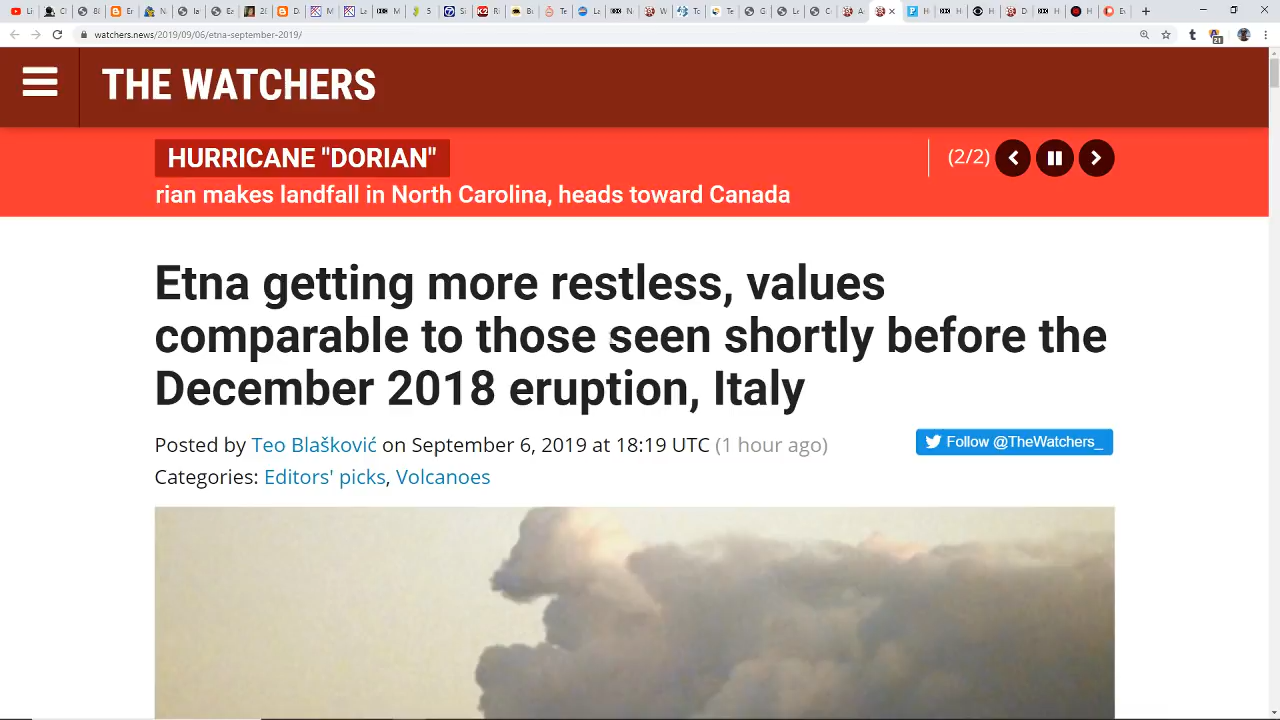 watchers.news/2019/09/06/etna-september-2019/
21
THE WATCHERS
HURRICANE "DORIAN"
(2/2)
rian makes landfall in North Carolina, heads toward Canada
Etna getting more restless, values
comparable to those seen shortly before the
December 2018 eruption, Italy
Posted by Teo Blašković on September 6, 2019 at 18:19 UTC (1 hour ago)
Follow @TheWatchers_
Categories: Editors' picks, Volcanoes